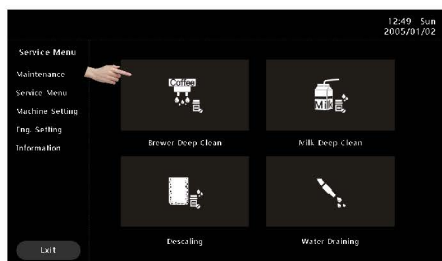 12:49 Sun
2005/01/02
Service Menu
Maintenance
Service Menu
Machine Setting
Eng. Setting
Information
Exit
Coffee
Brewer Deep Clean
Milk
Milk Deep Clean
Descaling
Water Draining